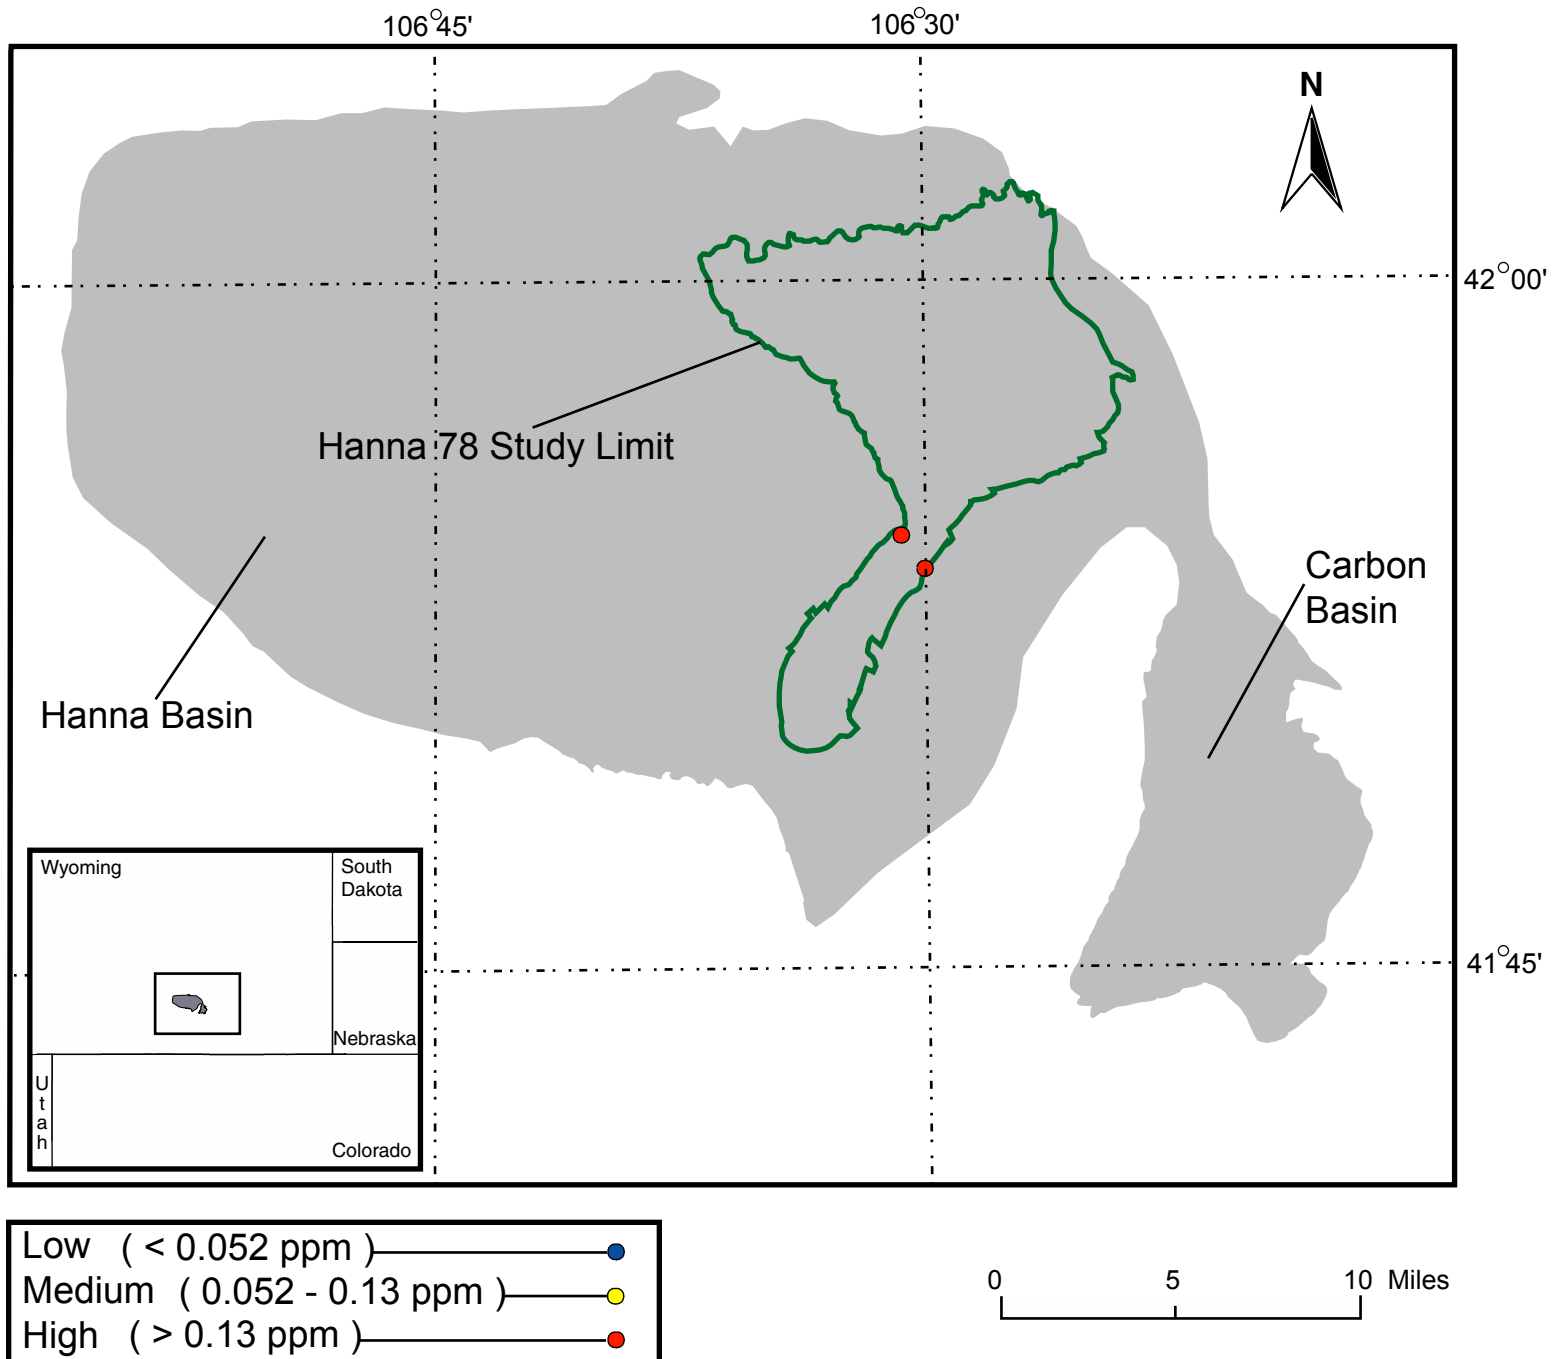 106°45'
106°30'
N
42°00'
Hanna 78 Study Limit
Carbon
Basin
Hanna Basin
Wyoming
South
Dakota
41°45'
Nebraska
Utah
Colorado
Low ( < 0.052 ppm )
Medium ( 0.052 - 0.13 ppm )
High ( > 0.13 ppm )
0 5 10 Miles